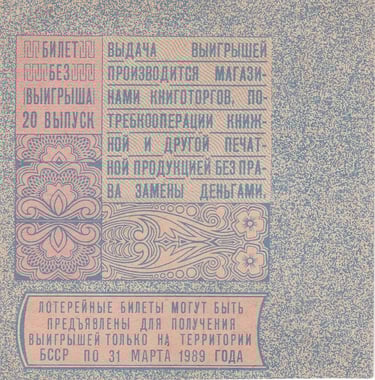 БИЛЕТ
БЕЗ
ВЫИГРЫША
20 ВЫПУСК
ВЫДАЧА ВЫИГРЫШЕЙ
ПРОИЗВОДИТСЯ МАГАЗИ-
НАМИ КНИГОТОРГОВ, ПО-
ТРЕБКООПЕРАЦИИ КНИЖ-
НОЙ И ДРУГОЙ ПЕЧАТ-
НОЙ ПРОДУКЦИЕЙ БЕЗ ПРА-
ВА ЗАМЕНЫ ДЕНЬГАМИ.
ЛОТЕРЕЙНЫЕ БИЛЕТЫ МОГУТ БЫТЬ
ПРЕДЪЯВЛЕНЫ ДЛЯ ПОЛУЧЕНИЯ
ВЫИГРЫШЕЙ ТОЛЬКО НА ТЕРРИТОРИИ
БССР ПО 31 МАРТА 1989 ГОДА